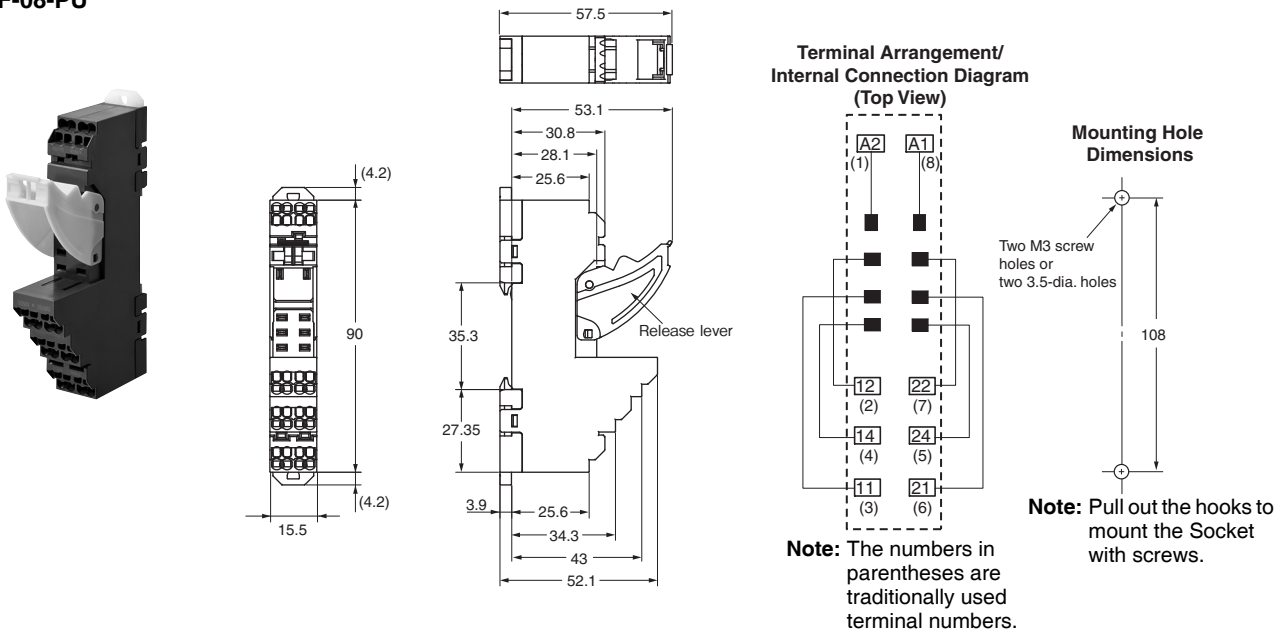 57.5
53.1
30.8
28.1
25.6
(4.2)
90
35.3
27.35
Release lever
3.9
25.6
34.3
43
52.1
(4.2)
15.5
Terminal Arrangement/
Internal Connection Diagram
(Top View)
A2 A1
(1) (8)
12 22
(2) (7)
14 24
(4) (5)
11 21
(3) (6)
Note: The numbers in
parentheses are
traditionally used
terminal numbers.
Mounting Hole
Dimensions
Two M3 screw
holes or
two 3.5-dia. holes
108
Note: Pull out the hooks to
mount the Socket
with screws.